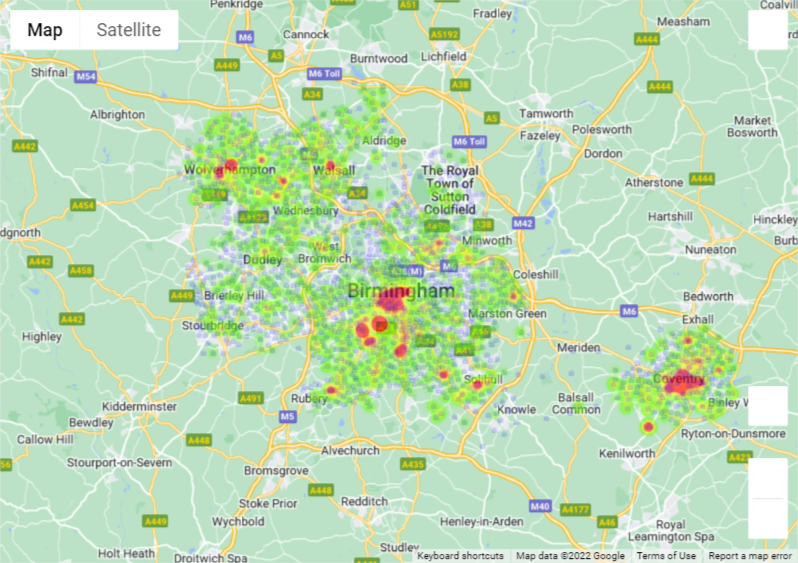 Penkridge
A51
Coalvil
Fradley
Measham
Map
Satellite
M6
Cannock
A5192
A444
A449
A5
Burntwood
Lichfield
Shifnal
M54
M6 Toll
A38
A444
A34
Albrighton
A5
Tamworth
Market
Bosworth
Fazeley
Polesworth
A442
Aldridge
M6 Toll
Dordon
Wolverhampton
Walsall
The Royal
Town of
Sutton
Coldfield
Atherstone
A444
A34
A454
Wednesbury
A4123
Hartshill
Hinckley
dgnorth
M42
A38
Minworth
Burb
West
Bromwich
Nuneaton
A442
A458
Dudley
A38(M)
M6
Coleshill
A449
Brierley Hill
Birmingham
Bedworth
M6
Marston Green
A442
Stourbridge
Exhall
Highley
Meriden
Coventry
Solihull
A491
Rubery
Balsall
Common
Binley W
Kidderminster
Knowle
M5
Bewdley
Ryton-on-Dunsmore
Callow Hill
A448
Alvechurch
Kenilworth
A423
Stourport-on-Severn
A435
Bromsgrove
A448
Stoke Prior
Redditch
M40
A4177
A449
Wychbold
Henley-in-Arden
A46
Royal
Leamington Spa
Holt Heath
Droitwich Spa
Studley
Keyboard shortcuts
Map data ©2022 Google
Terms of Use
Report a map error